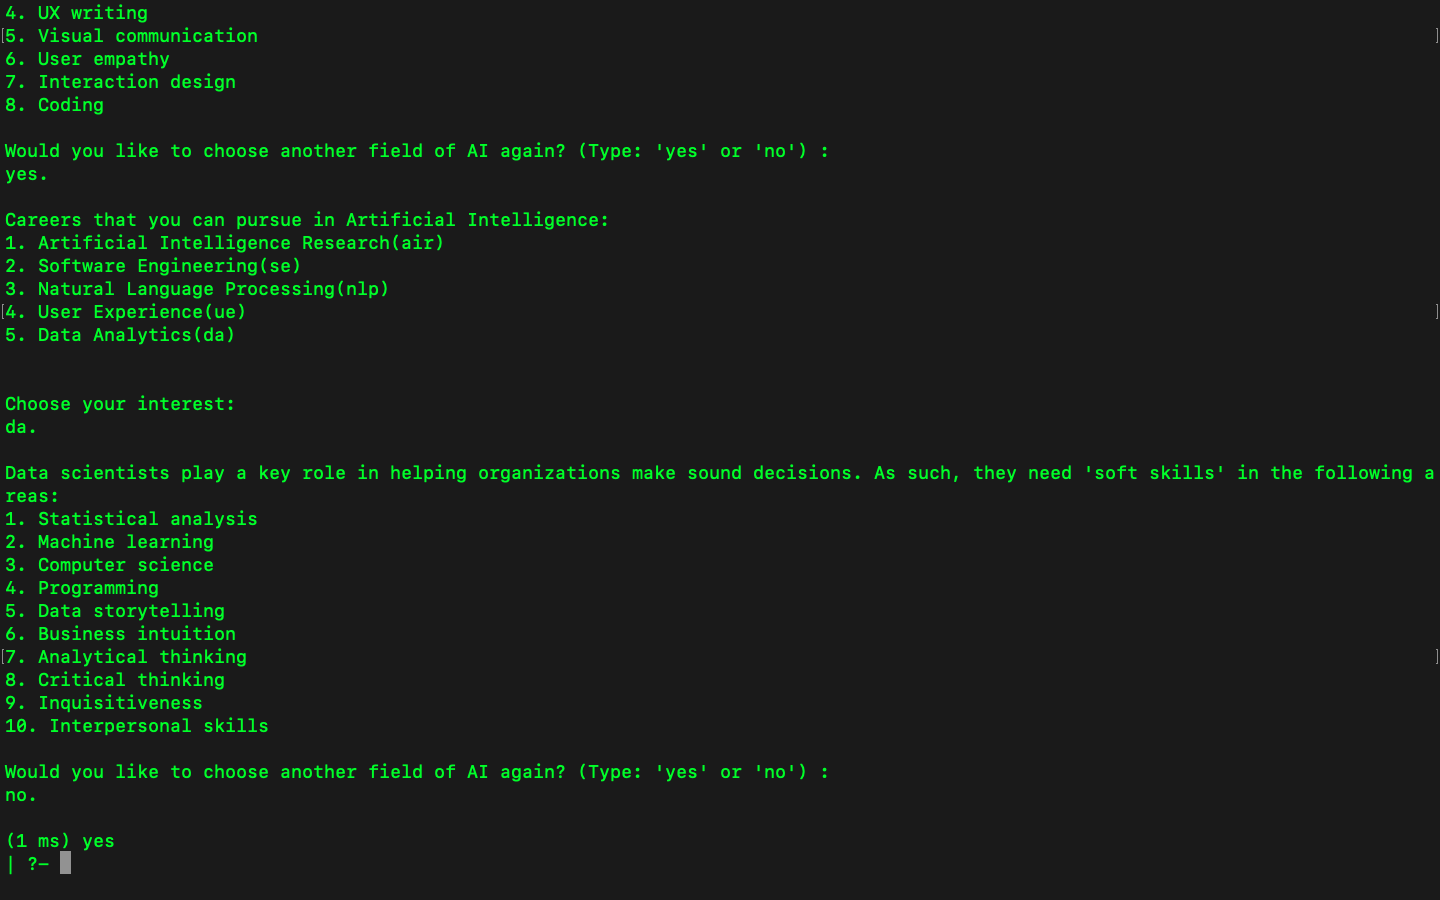 4. UX writing
[5. Visual communication ]
6. User empathy
7. Interaction design
8. Coding
Would you like to choose another field of AI again? (Type: 'yes' or 'no') :
yes.
Careers that you can pursue in Artificial Intelligence:
1. Artificial Intelligence Research(air)
2. Software Engineering(se)
3. Natural Language Processing(nlp)
[4. User Experience(ue) ]
5. Data Analytics(da)
Choose your interest:
da.
Data scientists play a key role in helping organizations make sound decisions. As such, they need 'soft skills' in the following a
reas:
1. Statistical analysis
2. Machine learning
3. Computer science
4. Programming
5. Data storytelling
6. Business intuition
[7. Analytical thinking ]
8. Critical thinking
9. Inquisitiveness
10. Interpersonal skills
Would you like to choose another field of AI again? (Type: 'yes' or 'no') :
no.
(1 ms) yes
| ?-